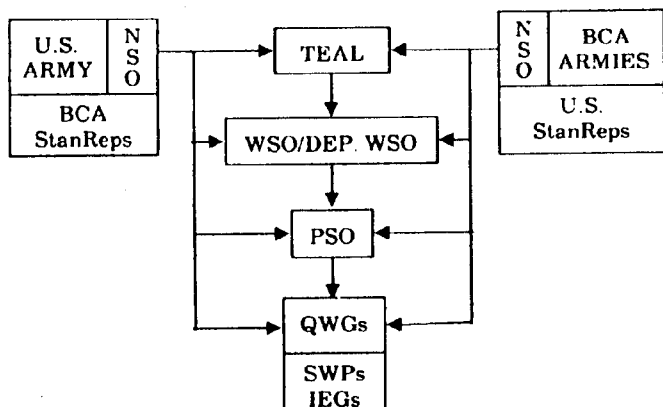 U.S.
ARMY
N
S
O
BCA
StanReps
TEAL
WSO/DEP. WSO
PSO
QWGs
SWPs
IEGs
N
S
O
BCA
ARMIES
U.S.
StanReps